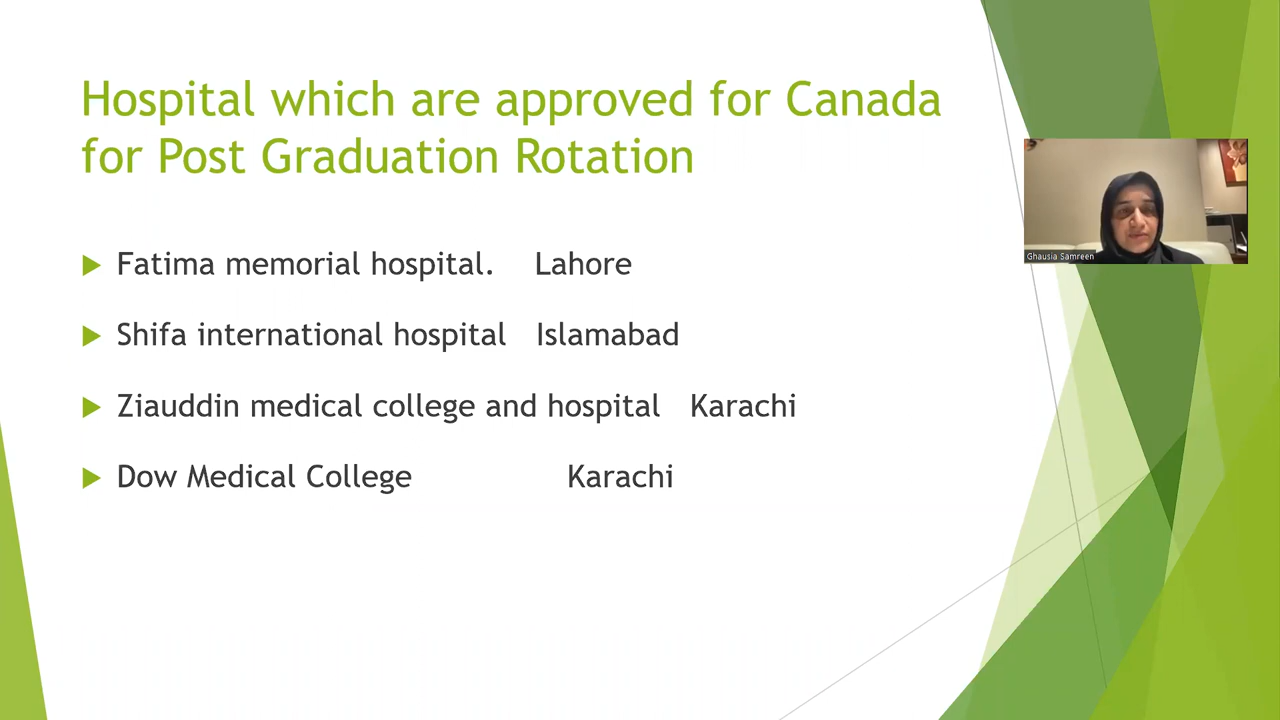 Hospital which are approved for Canada
for Post Graduation Rotation
Fatima memorial hospital. Lahore
Shifa international hospital Islamabad
Ziauddin medical college and hospital Karachi
Dow Medical College Karachi
Ghausia Samreen